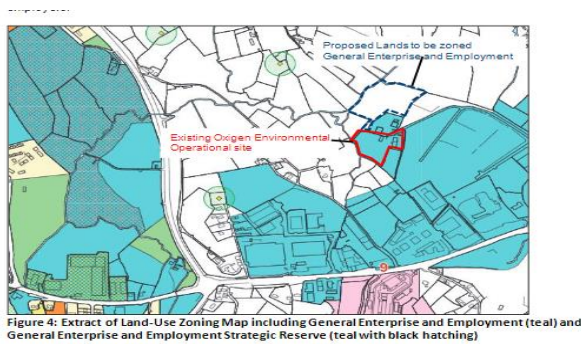 Proposed Lands to be zoned
General Enterprise and Employment
Existing Oxigen Environmental
Operational site
9
Figure 4: Extract of Land-Use Zoning Map including General Enterprise and Employment (teal) and
General Enterprise and Employment Strategic Reserve (teal with black hatching)